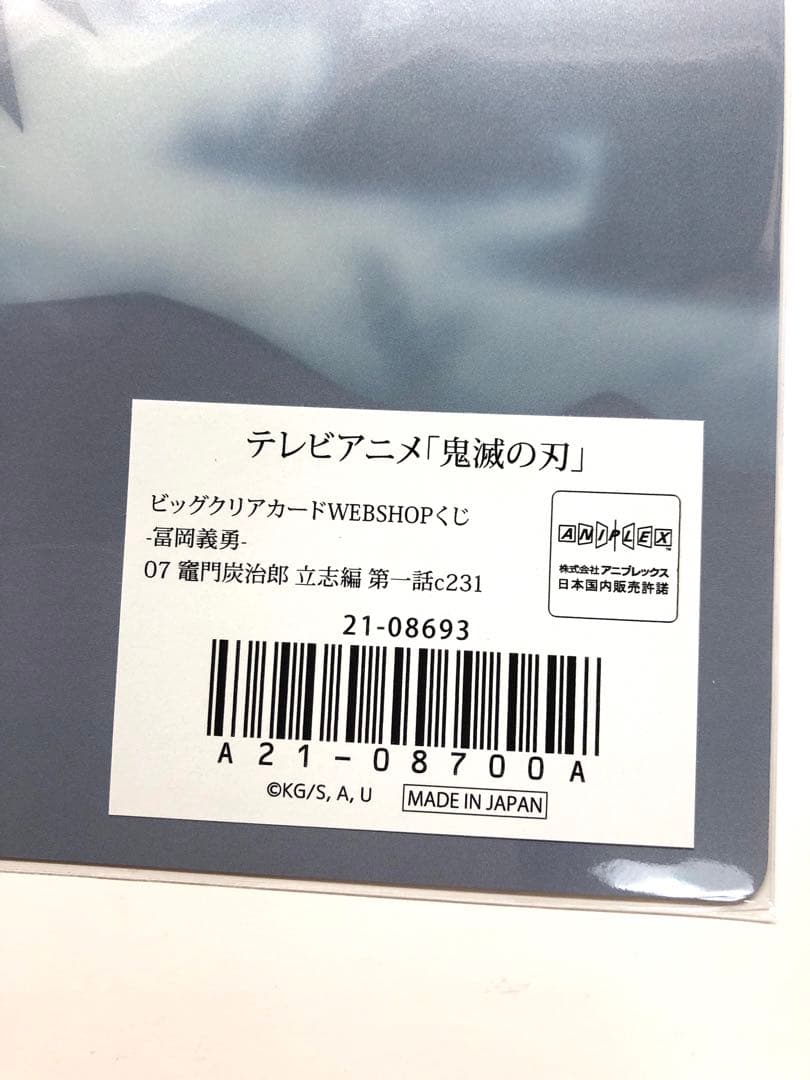 テレビアニメ「鬼滅の刃」
ビッグクリアカードWEBSHOPくじ
-冨岡義勇-
07 竈門炭治郎 立志編 第一話c231
ANIPLEX™
株式会社アニプレックス
日本国内販売許諾
21-08693
A21-08700A
©KG/S, A, U
MADE IN JAPAN